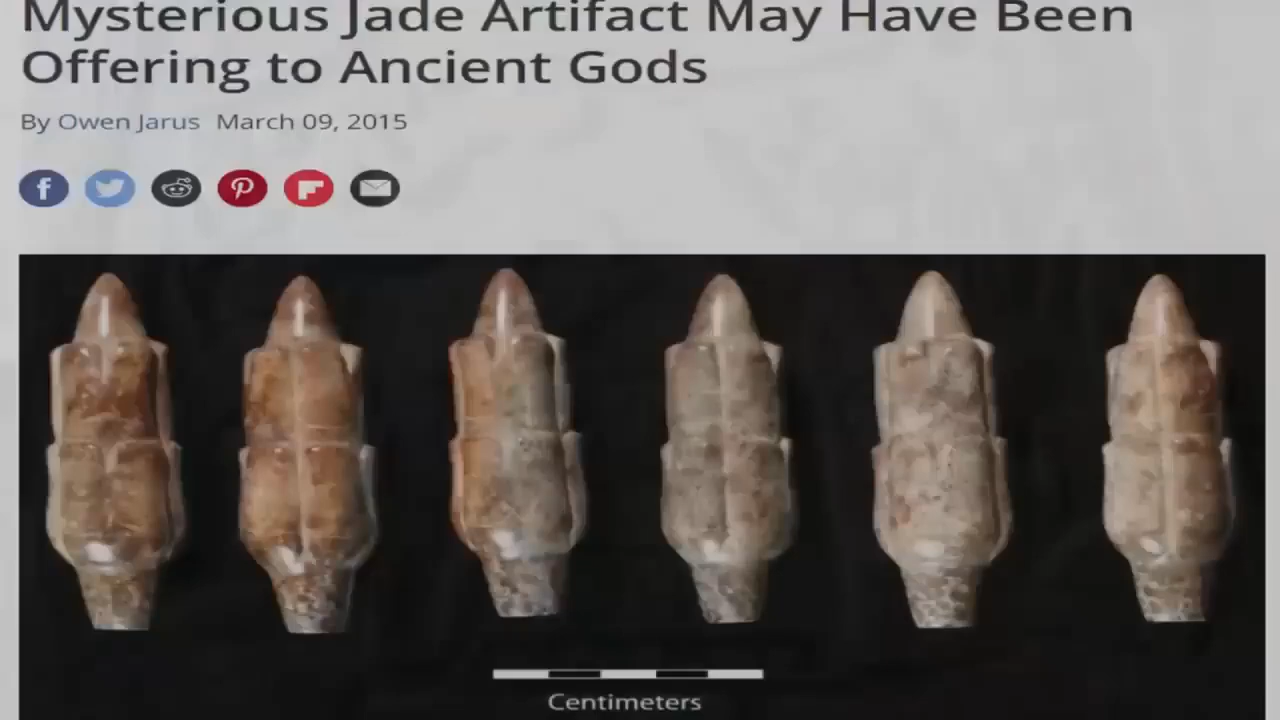 Mysterious Jade Artifact May Have Been
Offering to Ancient Gods
By Owen Jarus March 09, 2015
Centimeters